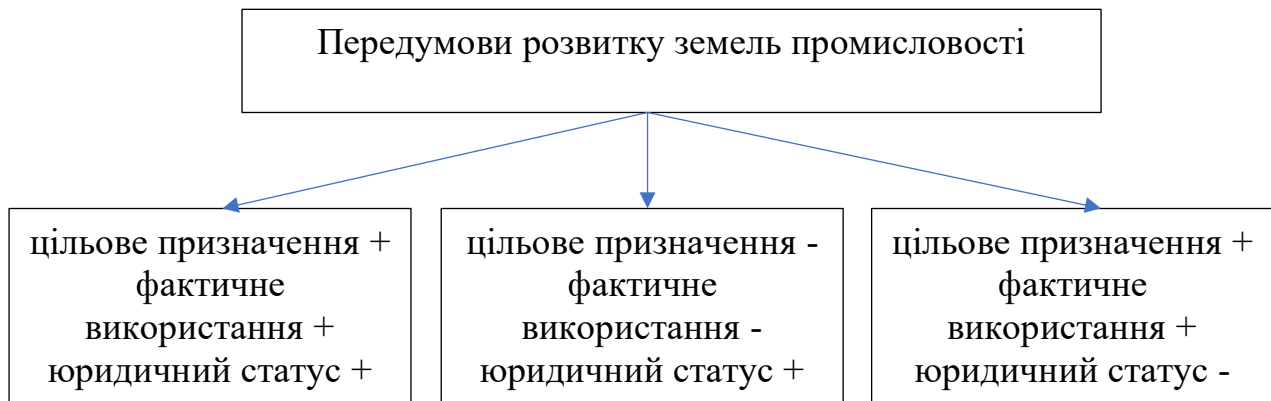 Передумови розвитку земель промисловості
цільове призначення +
фактичне
використання +
юридичний статус +
цільове призначення -
фактичне
використання -
юридичний статус +
цільове призначення +
фактичне
використання +
юридичний статус -